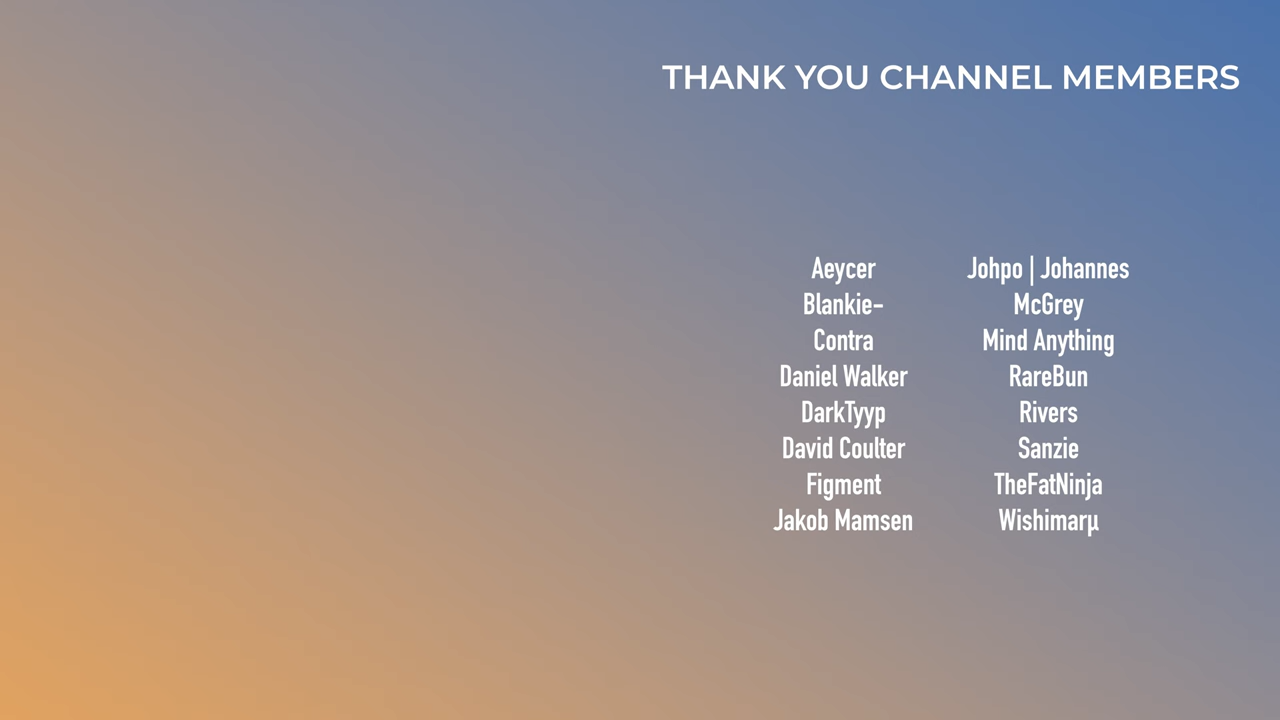 THANK YOU CHANNEL MEMBERS
Aeycer
Blankie-
Contra
Daniel Walker
DarkTyyp
David Coulter
Figment
Jakob Mamsen
Johpo | Johannes
McGrey
Mind Anything
RareBun
Rivers
Sanzie
TheFatNinja
Wishimarμ